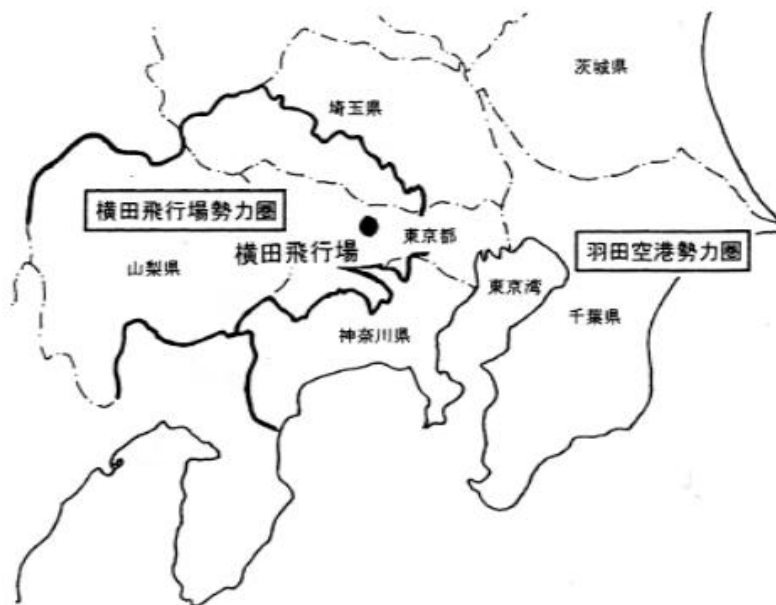 茨城県
埼玉県
横田飛行場勢力圏
東京都
横田飛行場
羽田空港勢力圏
山梨県
東京湾
千葉県
神奈川県